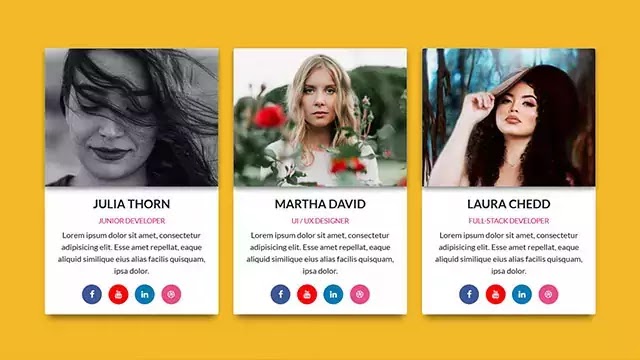 JULIA THORN
JUNIOR DEVELOPER
Lorem ipsum dolor sit amet, consectetur
adipisicing elit. Esse amet repellat, eaque
aliquid similique eius alias facilis quisquam,
ipsa dolor.
MARTHA DAVID
UI / UX DESIGNER
Lorem ipsum dolor sit amet, consectetur
adipisicing elit. Esse amet repellat, eaque
aliquid similique eius alias facilis quisquam,
ipsa dolor.
LAURA CHEDD
FULL-STACK DEVELOPER
Lorem ipsum dolor sit amet, consectetur
adipisicing elit. Esse amet repellat, eaque
aliquid similique eius alias facilis quisquam,
ipsa dolor.